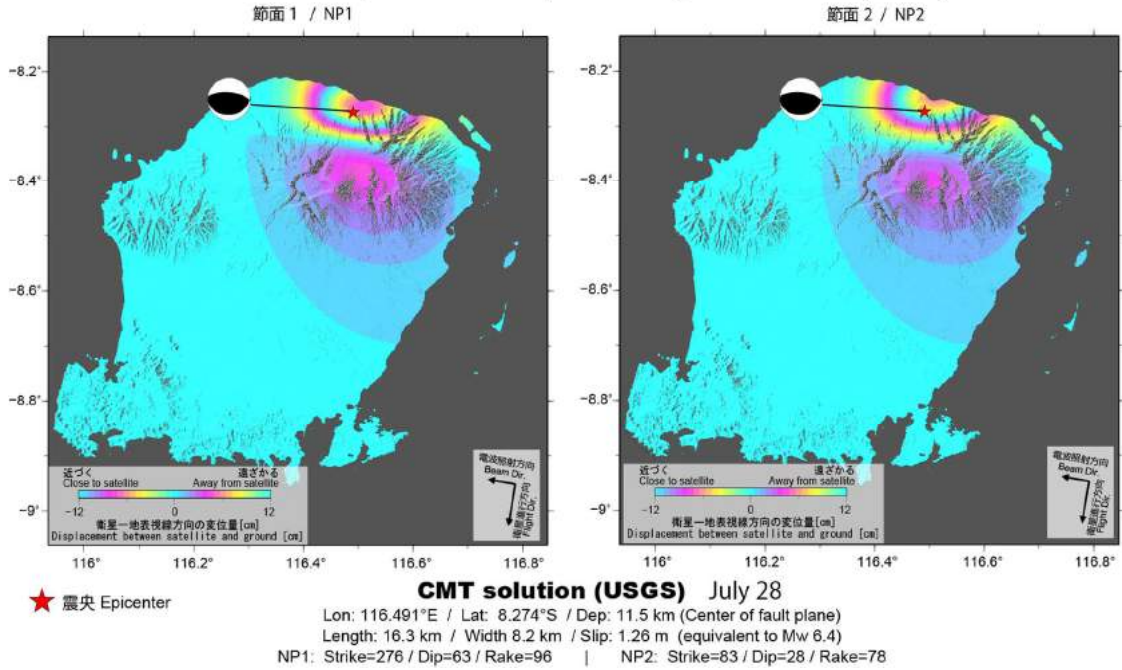 節面 1 / NP1
節面 2 / NP2
-8.2°
-8.4°
-8.6°
-8.8°
-9°
116°
116.2°
116.4°
116.6°
116.8°
近づく 遠ざかる
Close to satellite Away from satellite
-12 0 12
衛星－地表視線方向の変位量[cm]
Displacement between satellite and ground [cm]
電波照射方向
Beam Dir.
衛星進行方向
Flight Dir.
-8.2°
-8.4°
-8.6°
-8.8°
-9°
116°
116.2°
116.4°
116.6°
116.8°
近づく 遠ざかる
Close to satellite Away from satellite
-12 0 12
衛星－地表視線方向の変位量[cm]
Displacement between satellite and ground [cm]
電波照射方向
Beam Dir.
衛星進行方向
Flight Dir.
CMT solution (USGS) July 28
震央 Epicenter
Lon: 116.491°E / Lat: 8.274°S / Dep: 11.5 km (Center of fault plane)
Length: 16.3 km / Width 8.2 km / Slip: 1.26 m (equivalent to Mw 6.4)
NP1: Strike=276 / Dip=63 / Rake=96 | NP2: Strike=83 / Dip=28 / Rake=78